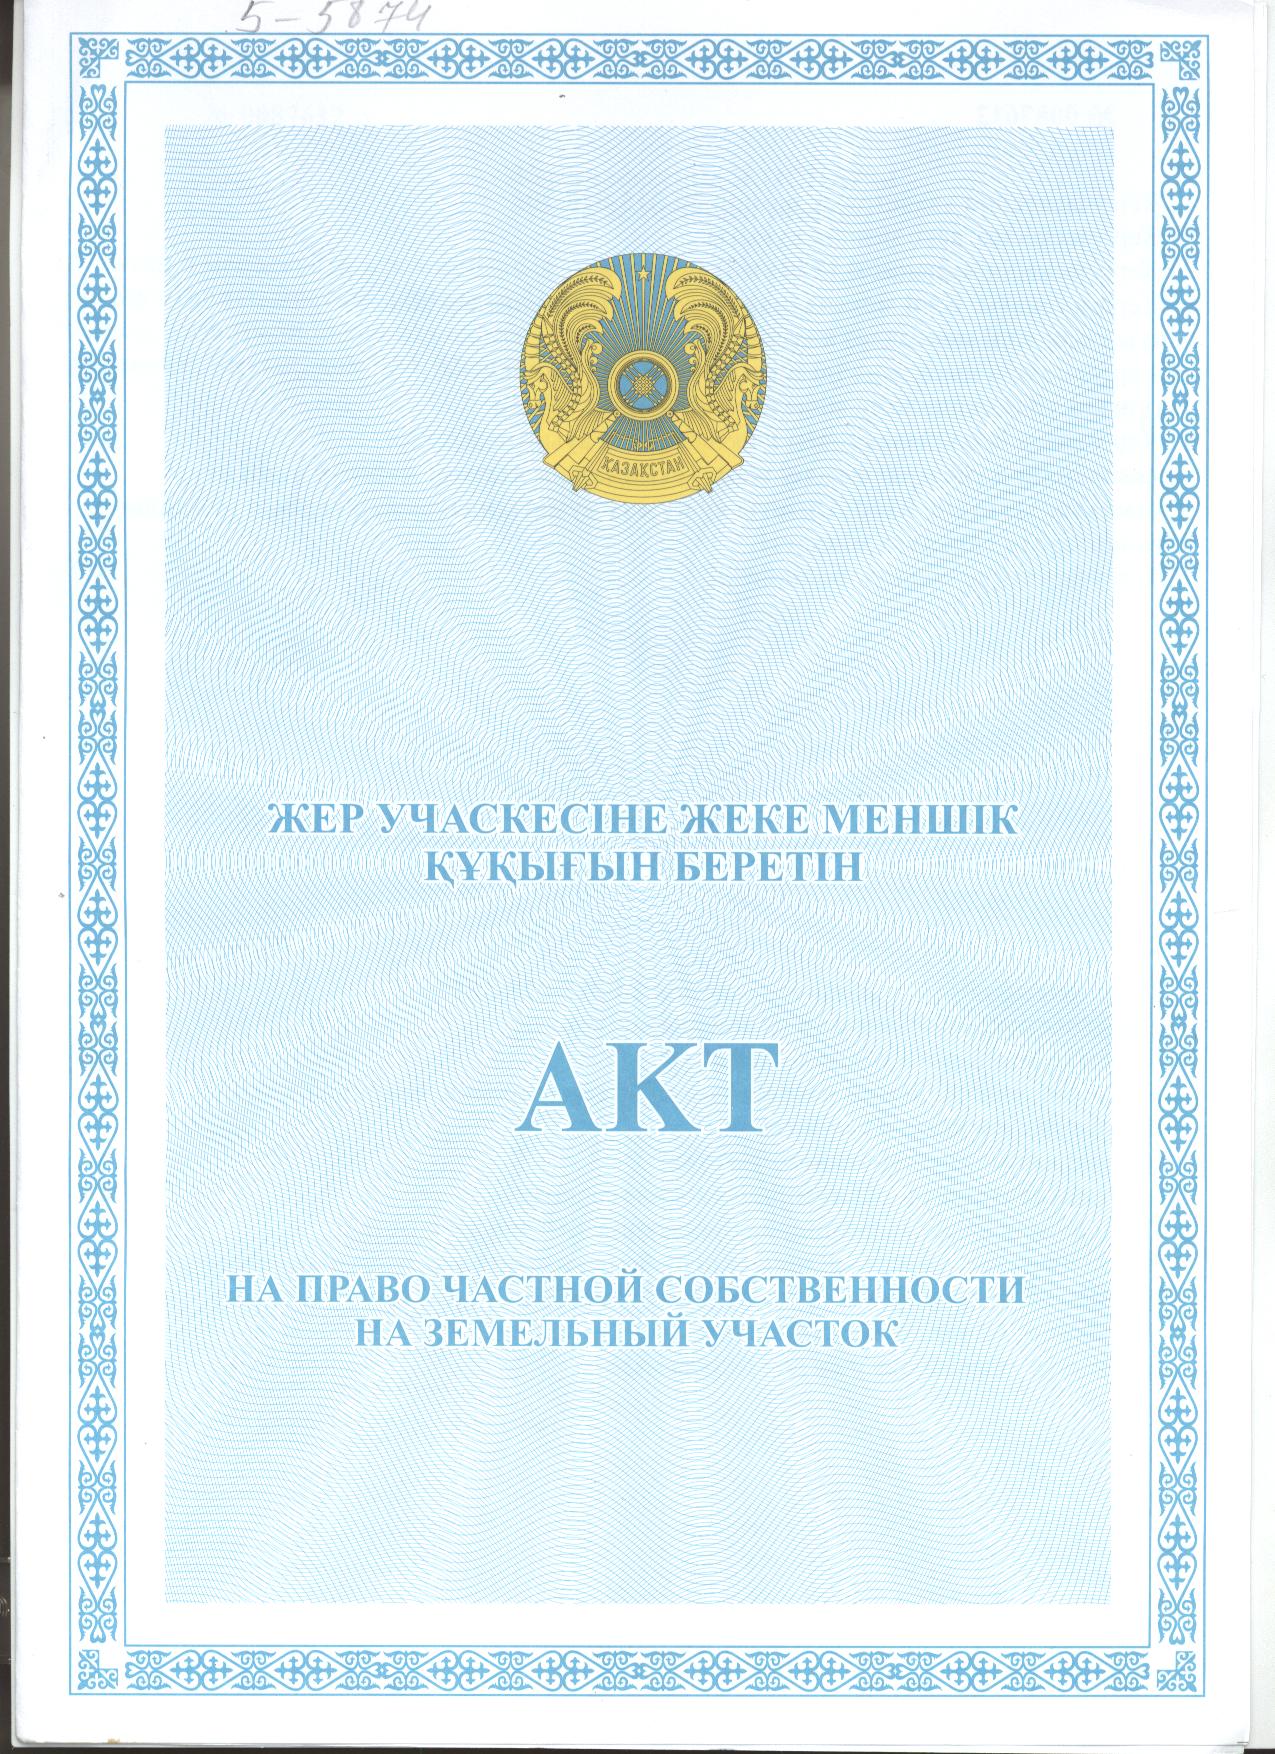 5-5874
ҚАЗАҚСТАН
ЖЕР УЧАСКЕСІНЕ ЖЕКЕ МЕНШІК
ҚҰҚЫҒЫН БЕРЕТІН
АКТ
НА ПРАВО ЧАСТНОЙ СОБСТВЕННОСТИ
НА ЗЕМЕЛЬНЫЙ УЧАСТОК